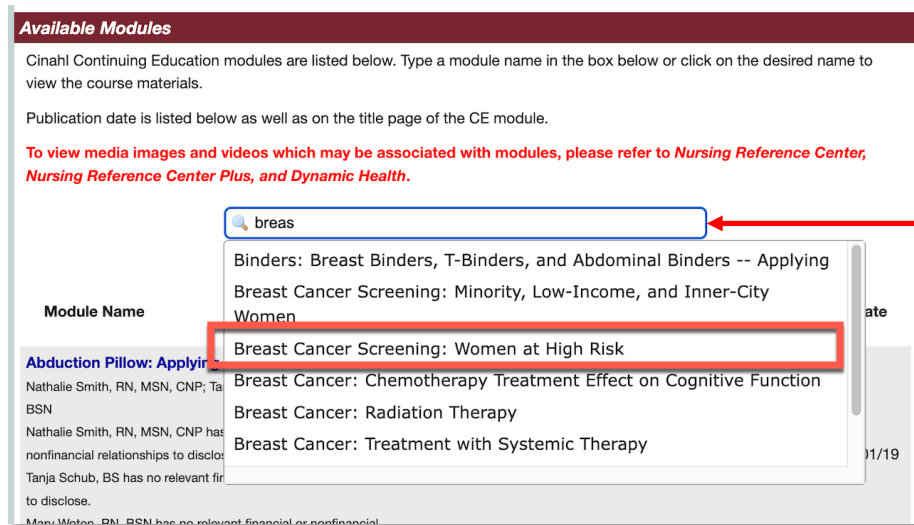 Available Modules
Cinahl Continuing Education modules are listed below. Type a module name in the box below or click on the desired name to
view the course materials.
Publication date is listed below as well as on the title page of the CE module.
To view media images and videos which may be associated with modules, please refer to Nursing Reference Center,
Nursing Reference Center Plus, and Dynamic Health.
breas
Binders: Breast Binders, T-Binders, and Abdominal Binders -- Applying
Breast Cancer Screening: Minority, Low-Income, and Inner-City
Women
Module Name
Breast Cancer Screening: Women at High Risk
Abduction Pillow: Applying
Breast Cancer: Chemotherapy Treatment Effect on Cognitive Function
Nathalie Smith, RN, MSN, CNP;
BSN
Breast Cancer: Radiation Therapy
Nathalie Smith, RN, MSN, CNP has
Breast Cancer: Treatment with Systemic Therapy
nonfinancial relationships to
1/19
Tanja Schub, BS has no relevant
to disclose.
Mary Woten, RN, BSN has no relevant financial or nonfinancial